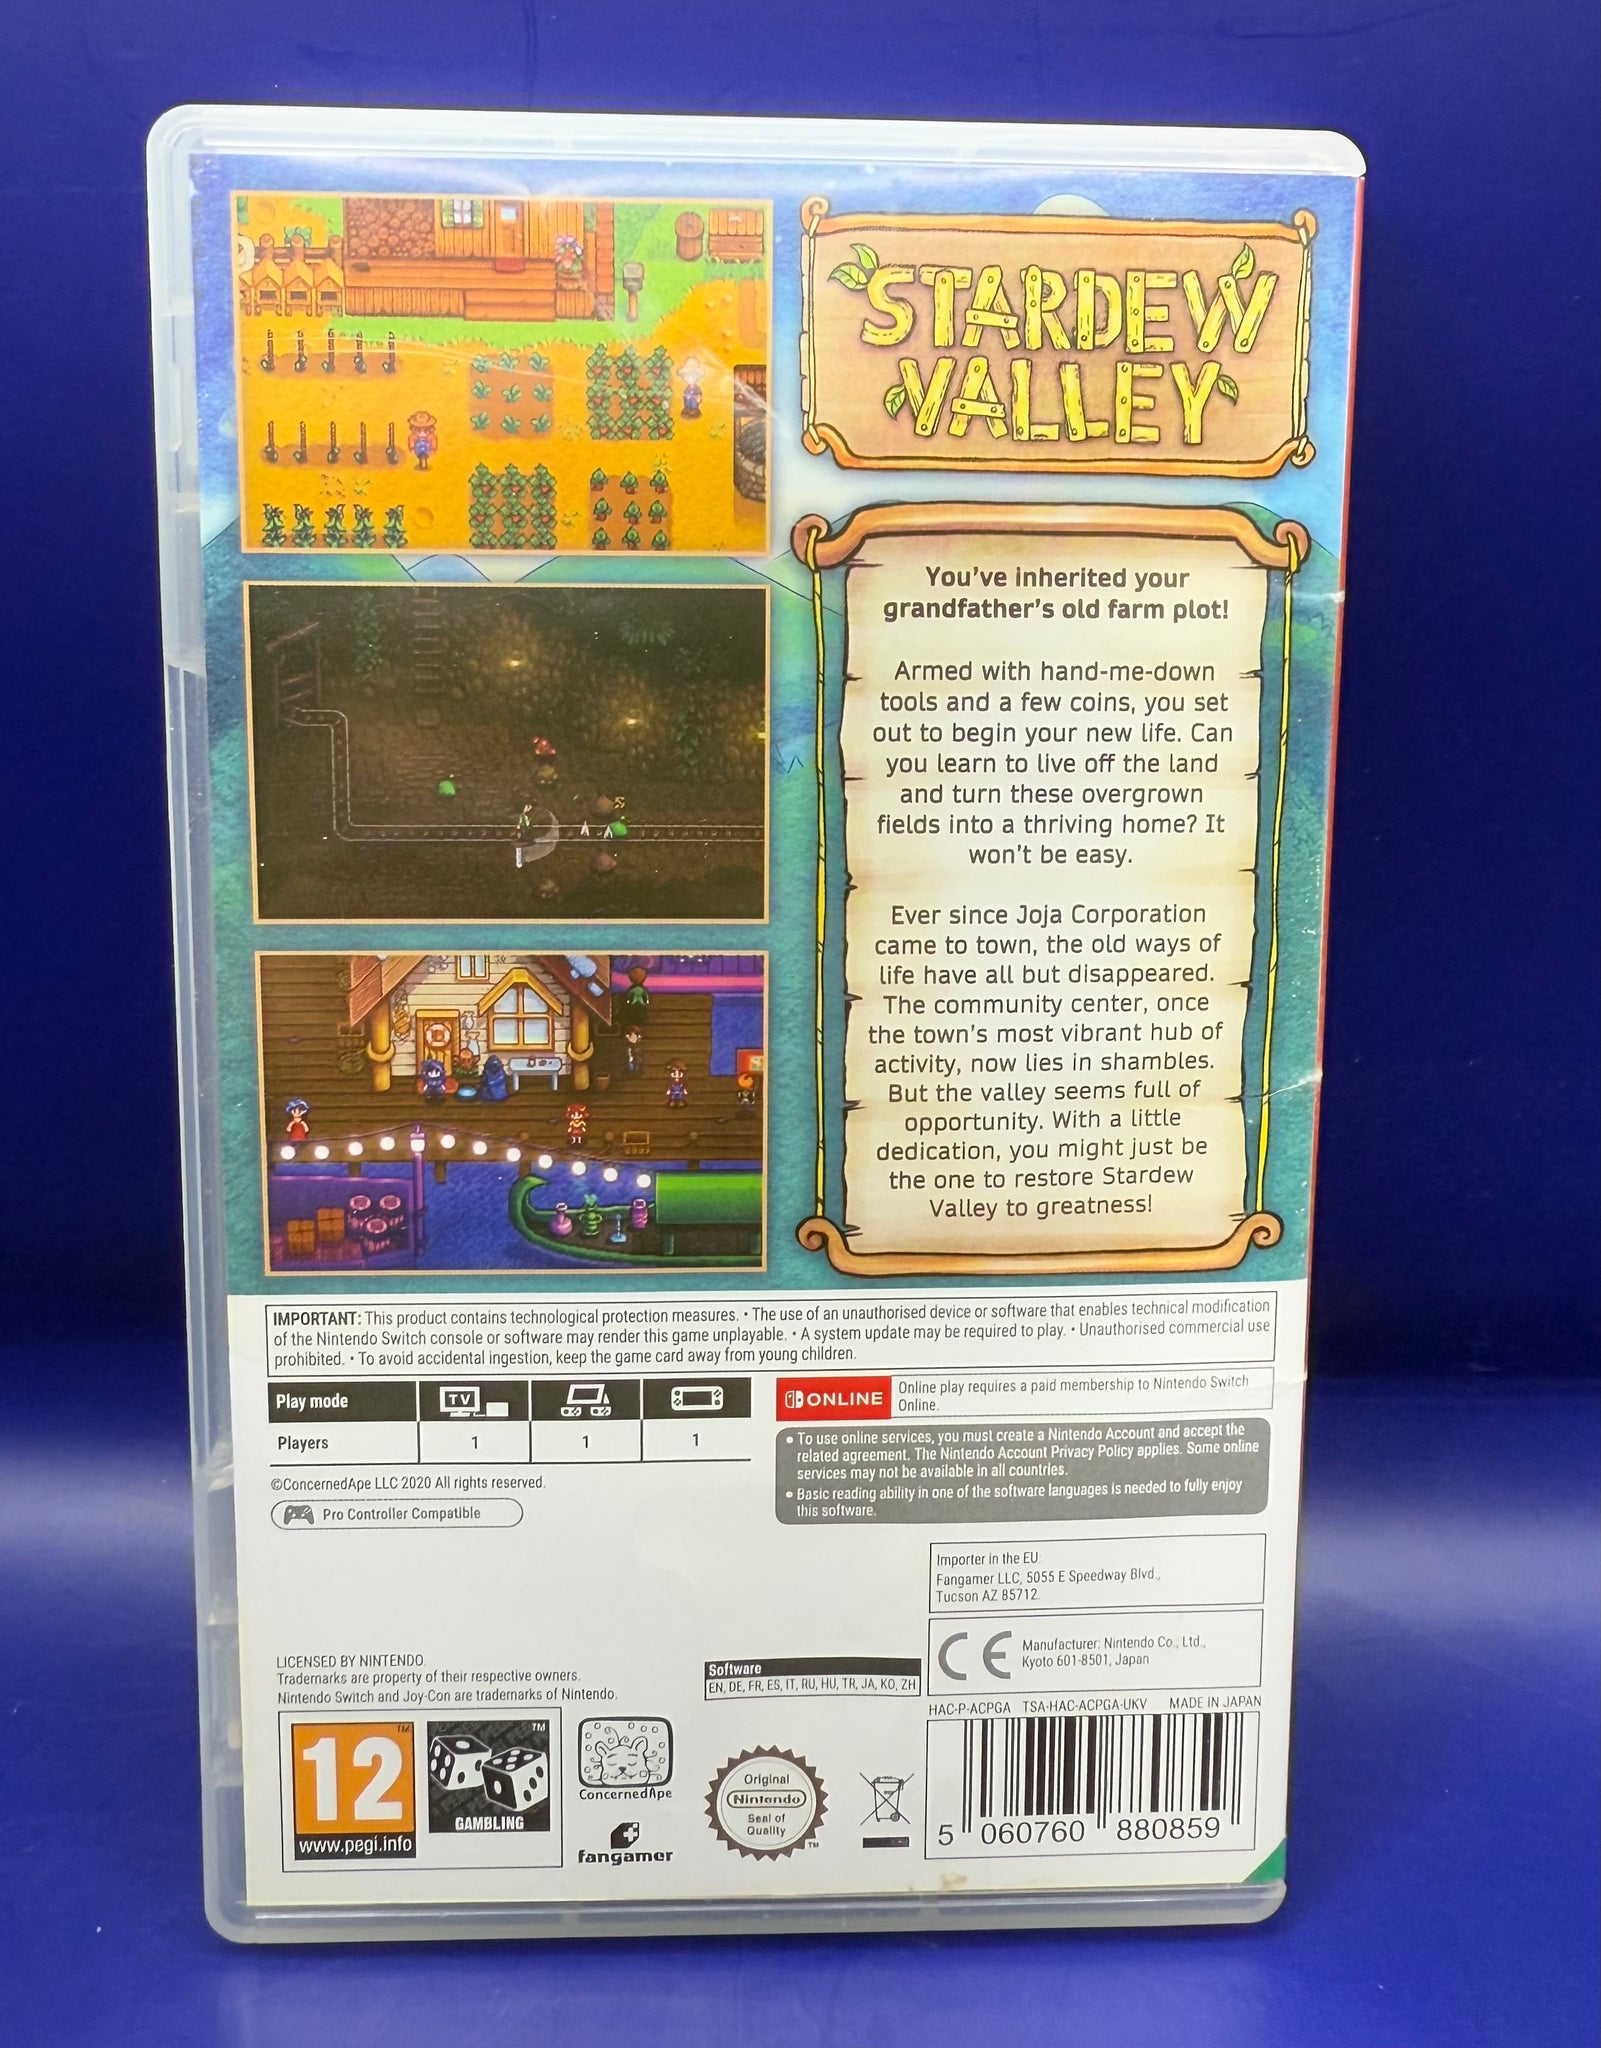 STARDEW
VALLEY
You've inherited your
grandfather's old farm plot!
Armed with hand-me-down
tools and a few coins, you set
out to begin your new life. Can
you learn to live off the land
and turn these overgrown
fields into a thriving home? It
won't be easy.
Ever since Joja Corporation
came to town, the old ways of
life have all but disappeared.
The community center, once
the town's most vibrant hub of
activity, now lies in shambles.
But the valley seems full of
opportunity. With a little
dedication, you might just be
the one to restore Stardew
Valley to greatness!
IMPORTANT: This product contains technological protection measures. • The use of an unauthorised device or software that enables technical modification
of the Nintendo Switch console or software may render this game unplayable. • A system update may be required to play. • Unauthorised commercial use
prohibited. • To avoid accidental ingestion, keep the game card away from young children.
Play mode TV
Players 1 1 1
©ConcernedApe LLC 2020 All rights reserved.
Pro Controller Compatible
ONLINE
Online play requires a paid membership to Nintendo Switch
Online.
• To use online services, you must create a Nintendo Account and accept the
related agreement. The Nintendo Account Privacy Policy applies. Some online
services may not be available in all countries.
• Basic reading ability in one of the software languages is needed to fully enjoy
this software.
Importer in the EU:
Fangamer LLC, 5055 E Speedway Blvd.,
Tucson AZ 85712
CE
Manufacturer: Nintendo Co., Ltd.,
Kyoto 601-8501, Japan
LICENSED BY NINTENDO.
Trademarks are property of their respective owners.
Nintendo Switch and Joy-Con are trademarks of Nintendo.
Software
EN, DE, FR, ES, IT, RU, HU, TR, JA, KO, ZH
HAC-P-ACPGA TSA-HAC-ACPGA-UKV MADE IN JAPAN
12 ™
www.pegi.info
™
GAMBLING
ConcernedApe
fangamer
Original
Nintendo
Seal of
Quality
™
5 060760 880859